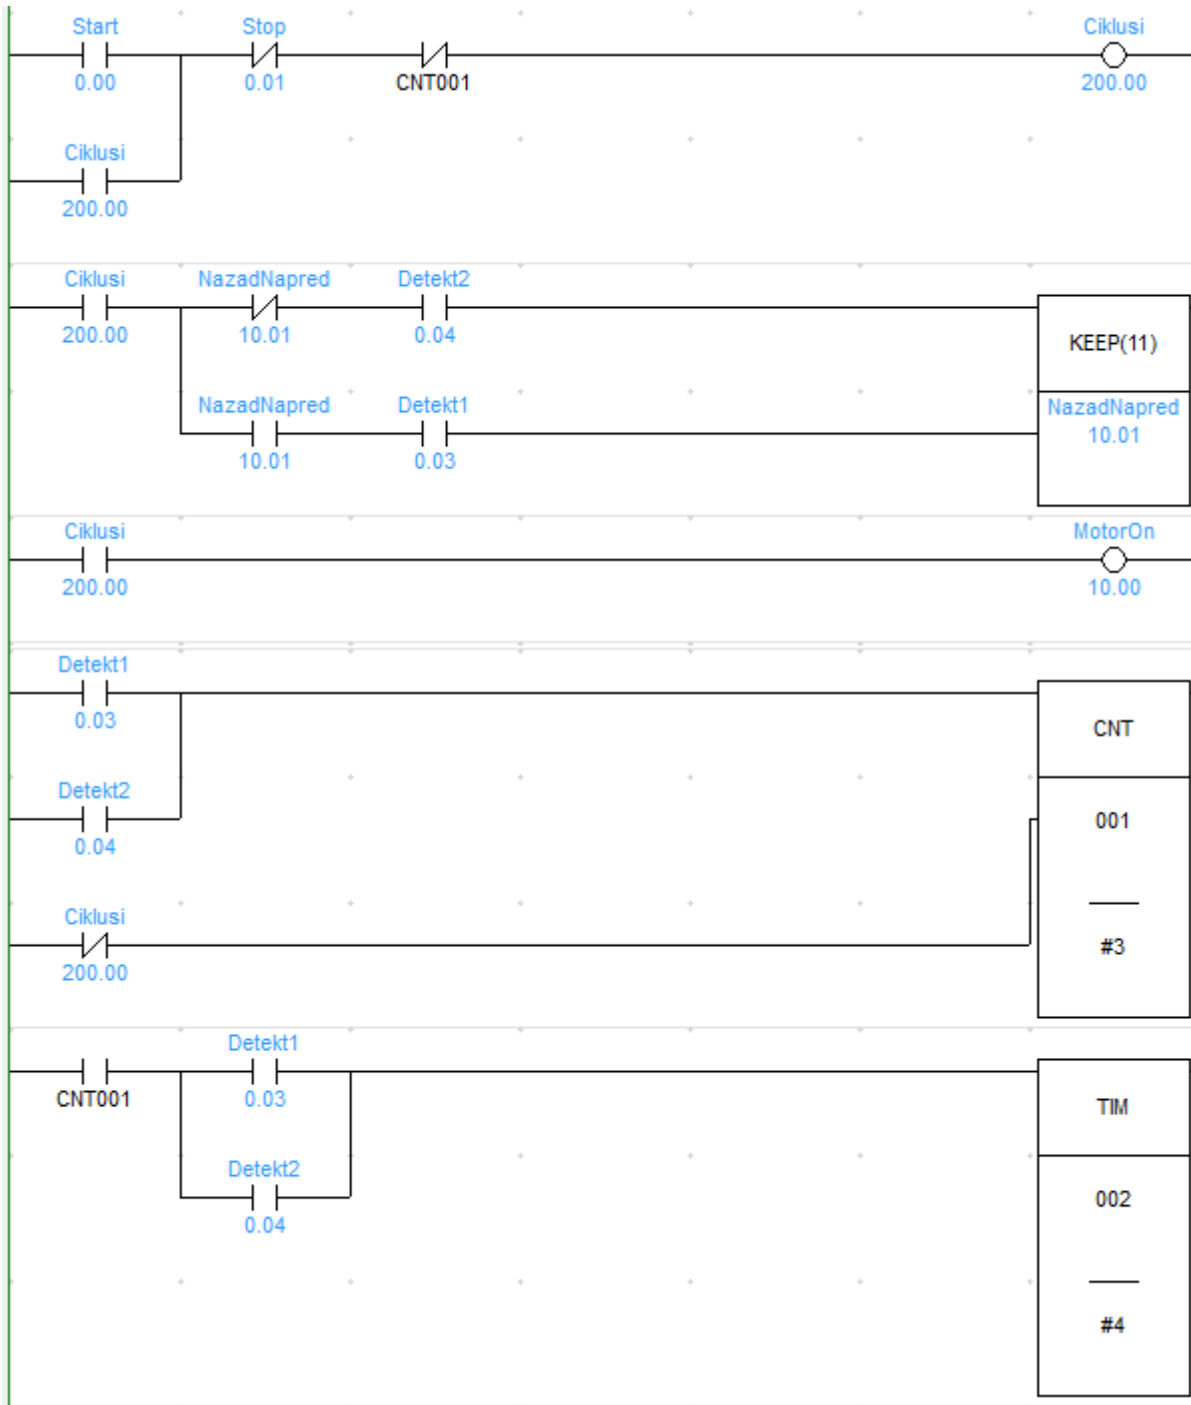 Start Stop Ciklusi
0.00 0.01 CNT001 200.00
Ciklusi
200.00
Ciklusi NazadNapred Detekt2
200.00 10.01 0.04 KEEP(11)
NazadNapred Detekt1 NazadNapred
10.01 0.03 10.01
Ciklusi MotorOn
200.00 10.00
Detekt1
0.03 CNT
Detekt2
0.04 001
Ciklusi
200.00 #3
Detekt1
CNT001 0.03 TIM
Detekt2
0.04 002
#4